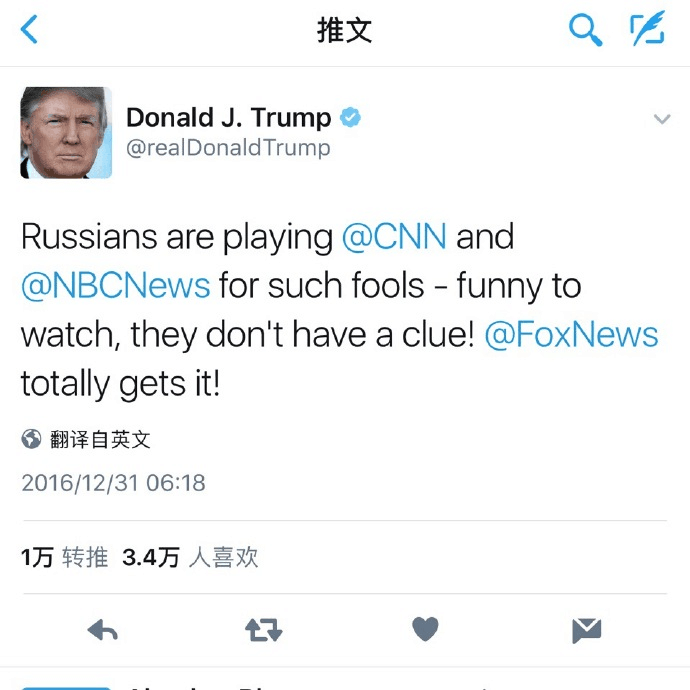 推文
Donald J. Trump
@realDonaldTrump
Russians are playing @CNN and
@NBCNews for such fools - funny to
watch, they don't have a clue! @FoxNews
totally gets it!
翻译自英文
2016/12/31 06:18
1万 转推 3.4万 人喜欢